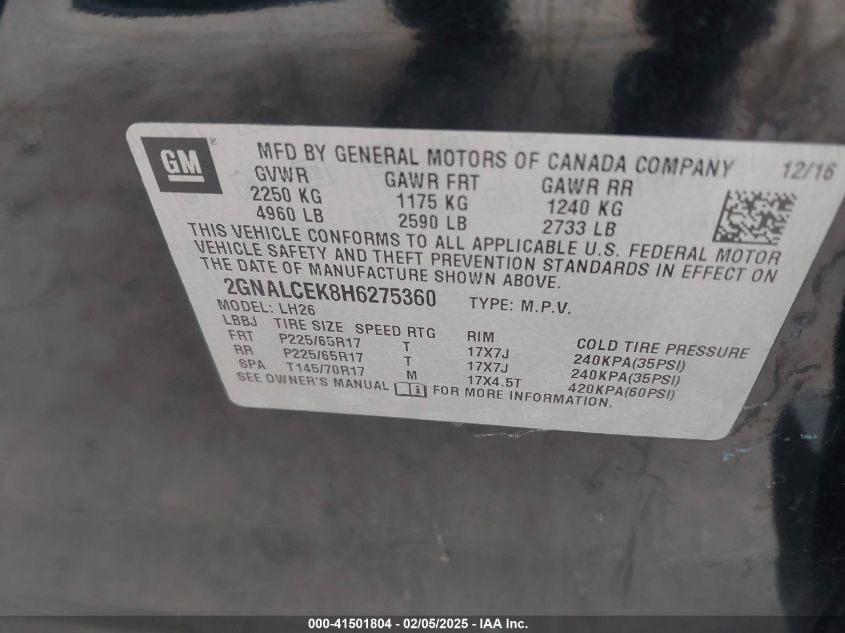 GM
MFD BY GENERAL MOTORS OF CANADA COMPANY 12/16
GVWR GAWR FRT GAWR RR
2250 KG 1175 KG 1240 KG
4960 LB 2590 LB 2733 LB
THIS VEHICLE CONFORMS TO ALL APPLICABLE U.S. FEDERAL MOTOR
VEHICLE SAFETY AND THEFT PREVENTION STANDARDS IN EFFECT ON
THE DATE OF MANUFACTURE SHOWN ABOVE.
2GNALCEK8H6275360 TYPE: M.P.V.
MODEL: LH26
LBBJ TIRE SIZE SPEED RTG RIM COLD TIRE PRESSURE
FRT P225/65R17 T 17X7J 240KPA(35PSI)
RR P225/65R17 T 17X7J 240KPA(35PSI)
SPA T145/70R17 M 17X4.5T 420KPA(60PSI)
SEE OWNER'S MANUAL i FOR MORE INFORMATION.
000-41501804 - 02/05/2025 - IAA Inc.